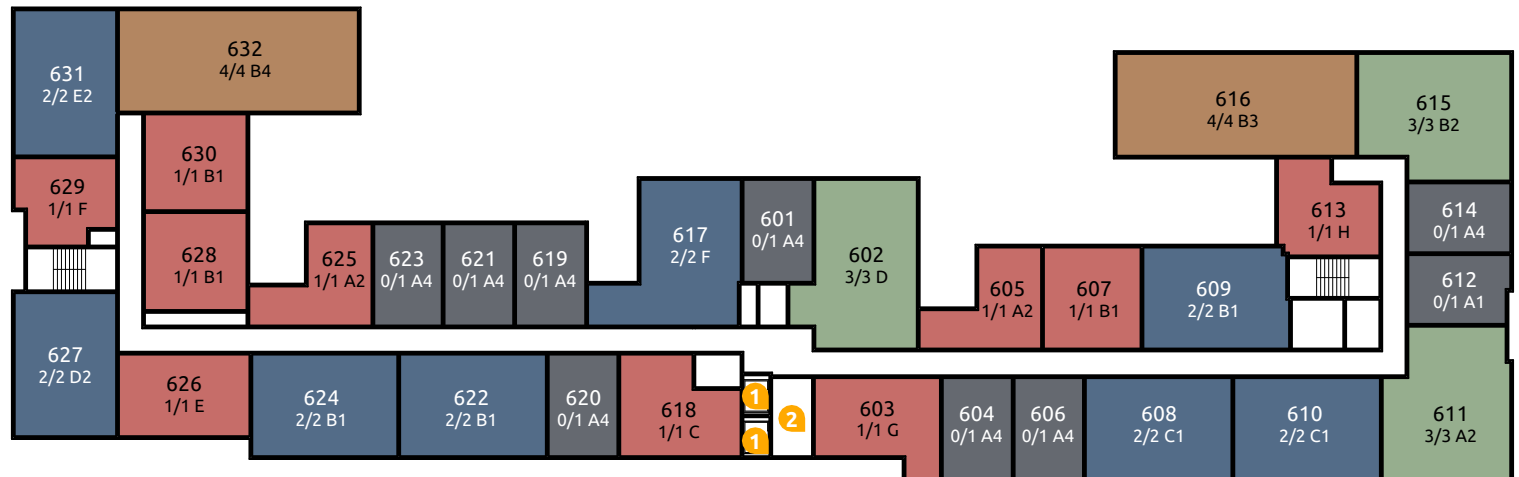 631
2/2 E2
632
4/4 B4
616
4/4 B3
615
3/3 B2
630
1/1 B1
629
1/1 F
613
1/1 H
614
0/1 A4
628
1/1 B1
625
1/1 A2
623
0/1 A4
621
0/1 A4
619
0/1 A4
617
2/2 F
601
0/1 A4
602
3/3 D
605
1/1 A2
607
1/1 B1
609
2/2 B1
612
0/1 A1
627
2/2 D2
626
1/1 E
624
2/2 B1
622
2/2 B1
620
0/1 A4
618
1/1 C
1
1
2
603
1/1 G
604
0/1 A4
606
0/1 A4
608
2/2 C1
610
2/2 C1
611
3/3 A2